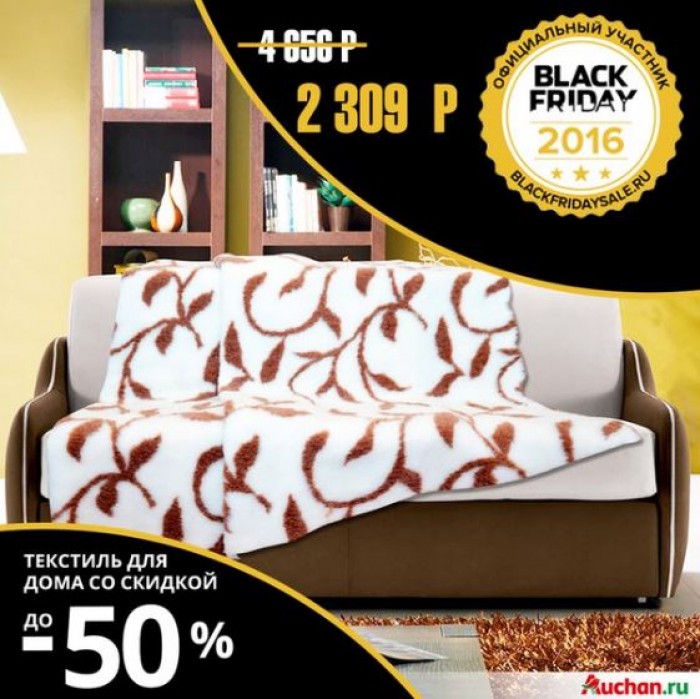 4 656 Р
2 309 Р
ОФИЦИАЛЬНЫЙ УЧАСТНИК
BLACK
FRIDAY
2016
BLACKFRIDAYSALE.RU
ТЕКСТИЛЬ ДЛЯ
ДОМА СО СКИДКОЙ
ДО
-50%
Auchan.ru